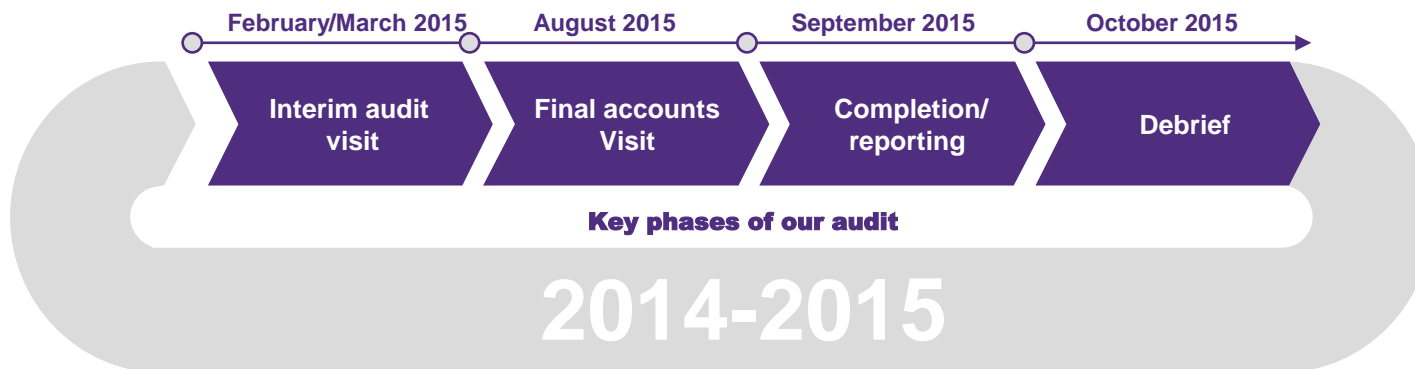 February/March 2015
August 2015
September 2015
October 2015
Interim audit
visit
Final accounts
Visit
Completion/
reporting
Debrief
Key phases of our audit
2014-2015